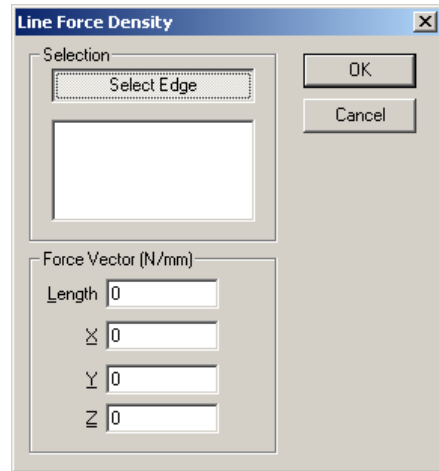 Line Force Density
Selection
Select Edge
OK
Cancel
Force Vector (N/mm)
Length 0
X 0
Y 0
Z 0